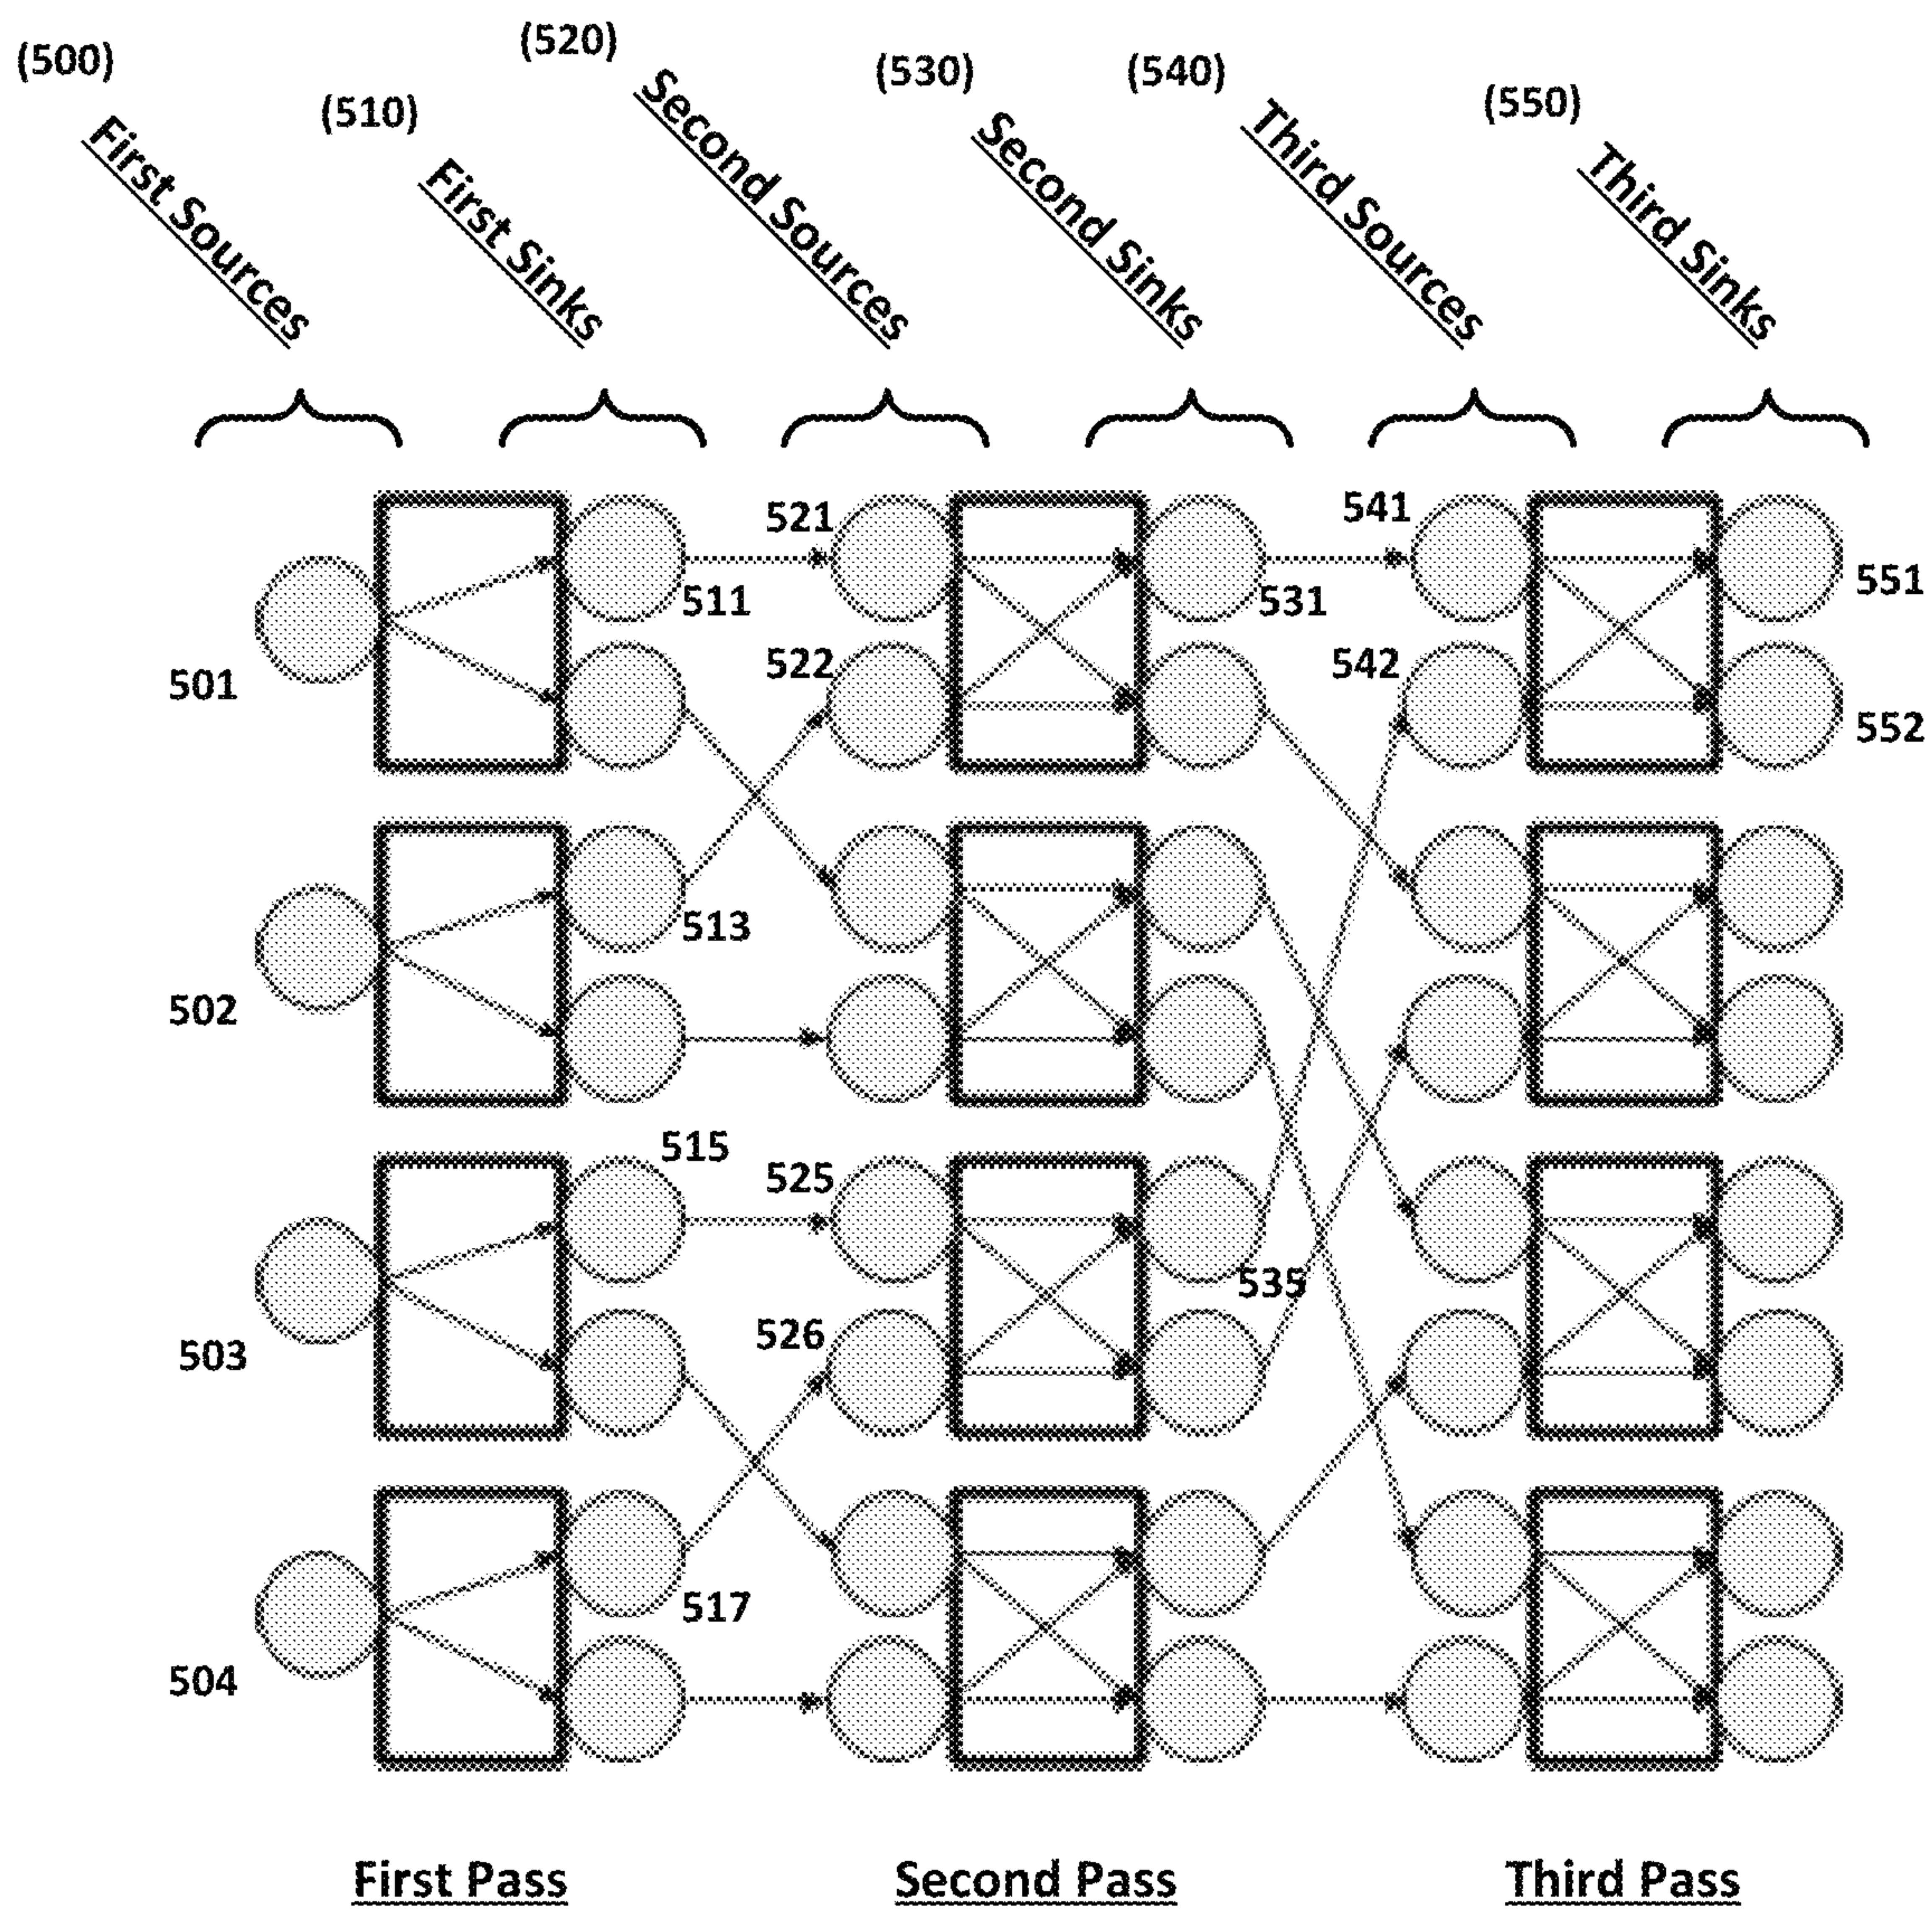 (500)
First Sources
(510)
First Sinks
(520)
Second Sources
(530)
Second Sinks
(540)
Third Sources
(550)
Third Sinks
521
541
511
531
551
501
522
542
552
513
502
515
525
535
526
503
517
504
First Pass
Second Pass
Third Pass